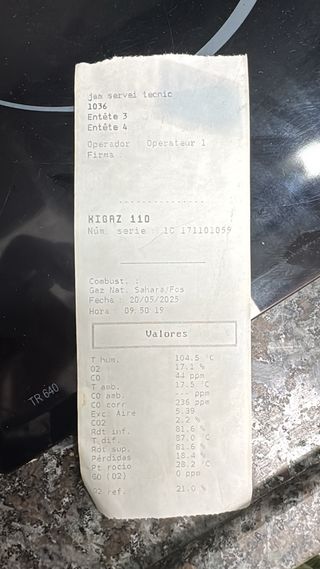 jam servei tecnic
1036
Entête 3
Entête 4
Operador Operateur 1
Firma :
KIGAZ 110
Núm. serie : 1C 171101059
Combust. :
Gaz Nat. Sahara/Fos
Fecha : 20/05/2025
Hora : 09:50:19
Valores
T hum. 104.5 °C
O2 17.1 %
CO 44 ppm
T amb. 17.5 °C
CO amb. --- ppm
CO corr. 236 ppm
Exc. Aire 5.39
CO2 2.2 %
Rdt inf. 81.6 %
T dif. 87.0 °C
Rdt sup. 81.6 %
Pérdidas 18.4 %
Pt rocío 28.2 °C
CO (O2) 0 ppm
O2 ref. 21.0 %
TR 640